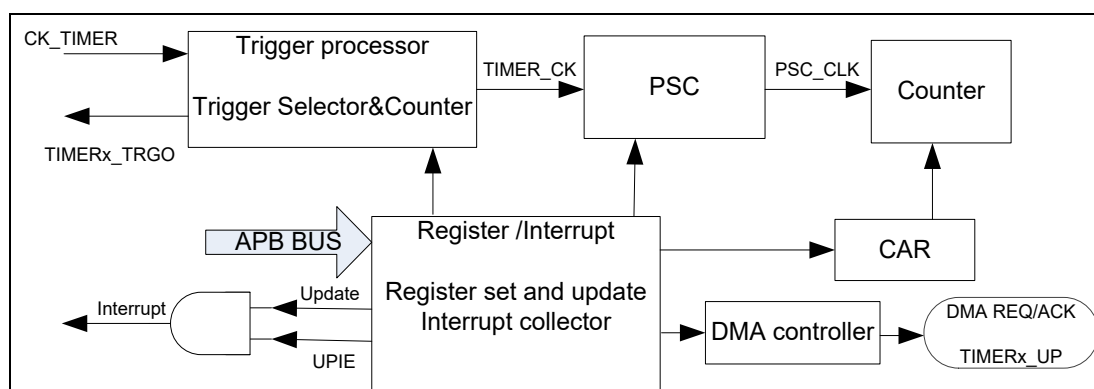 CK_TIMER
TIMERx_TRGO
Trigger processor
Trigger Selector&Counter
TIMER_CK
PSC
PSC_CLK
Counter
APB BUS
Register /Interrupt
Register set and update
Interrupt collector
CAR
Interrupt
Update
UPIE
DMA controller
DMA REQ/ACK
TIMERx_UP